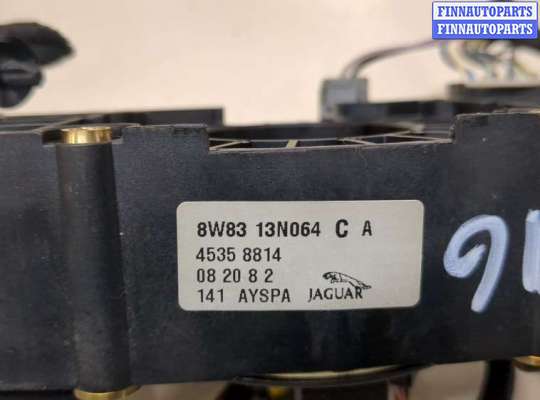 FINNAUTOPARTS
FINNAUTOPARTS
8W83 13N064 C A
4535 8814
08 20 8 2
141 AYSPA JAGUAR